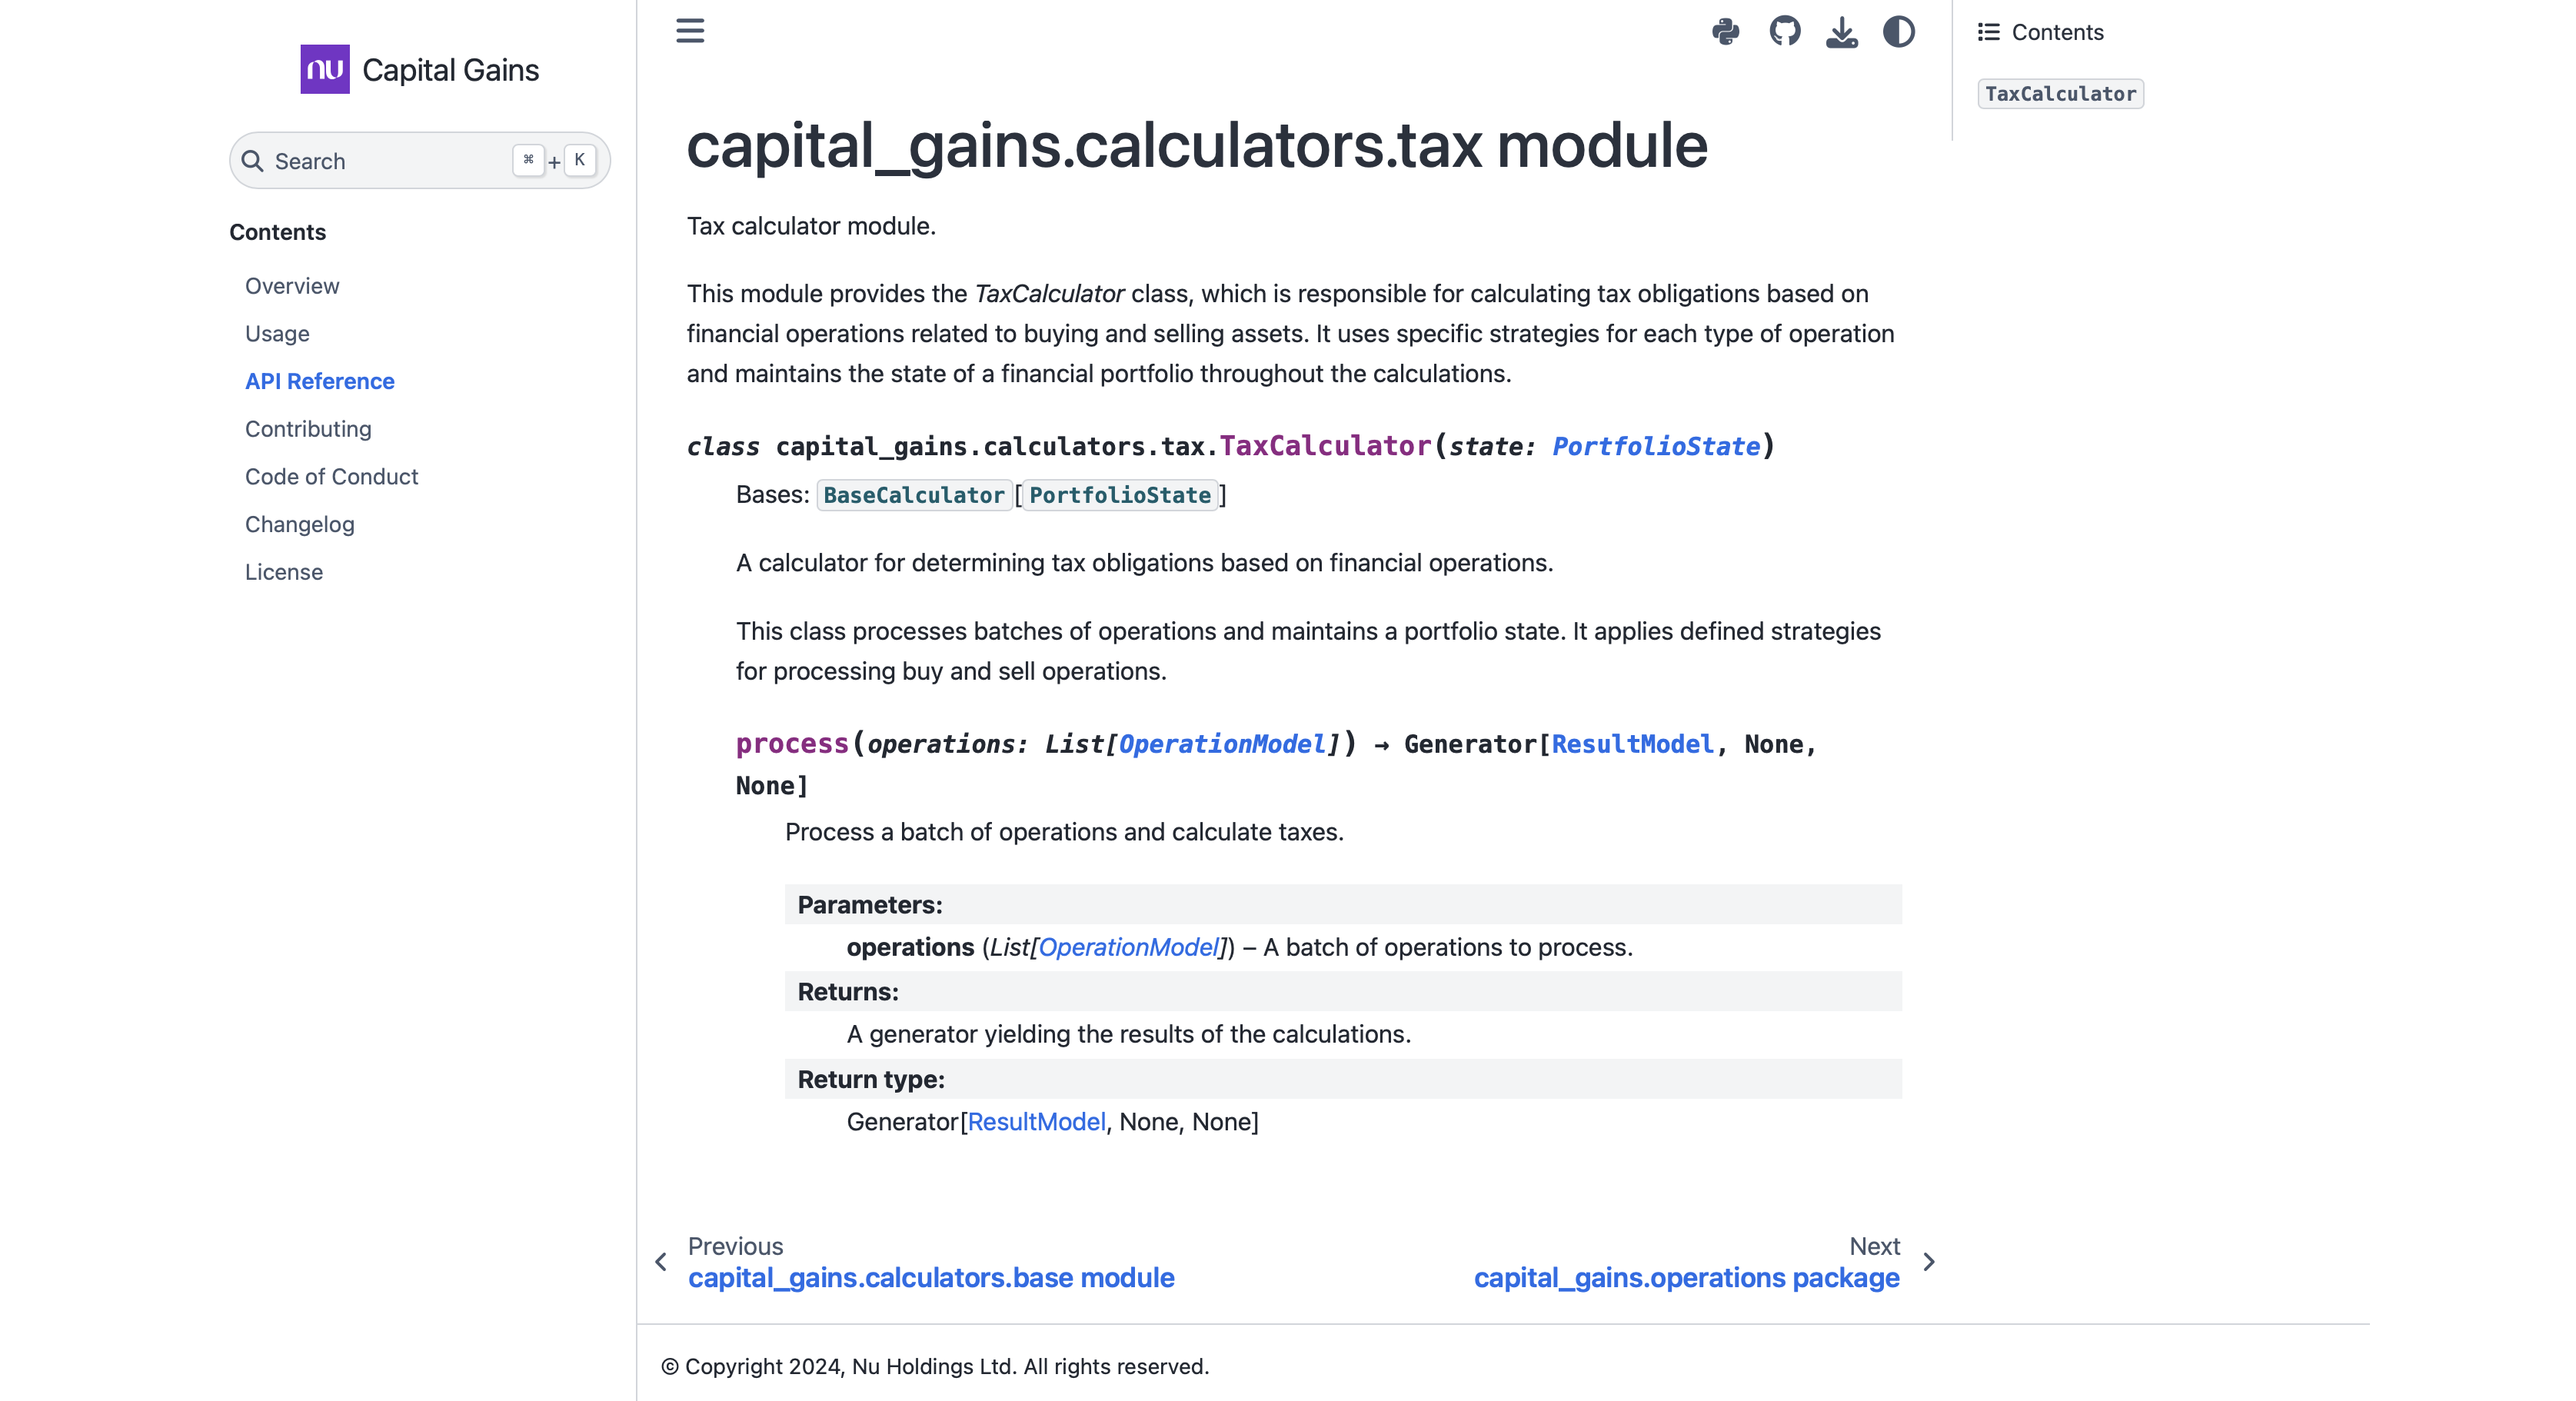 nu Capital Gains
Search ⌘ + K
Contents
Overview
Usage
API Reference
Contributing
Code of Conduct
Changelog
License
capital_gains.calculators.tax module
Tax calculator module.
This module provides the TaxCalculator class, which is responsible for calculating tax obligations based on
financial operations related to buying and selling assets. It uses specific strategies for each type of operation
and maintains the state of a financial portfolio throughout the calculations.
class capital_gains.calculators.tax.TaxCalculator(state: PortfolioState)
Bases: BaseCalculator[PortfolioState]
A calculator for determining tax obligations based on financial operations.
This class processes batches of operations and maintains a portfolio state. It applies defined strategies
for processing buy and sell operations.
process(operations: List[OperationModel]) → Generator[ResultModel, None,
None]
Process a batch of operations and calculate taxes.
Parameters:
operations (List[OperationModel]) – A batch of operations to process.
Returns:
A generator yielding the results of the calculations.
Return type:
Generator[ResultModel, None, None]
Previous
capital_gains.calculators.base module
Next
capital_gains.operations package
© Copyright 2024, Nu Holdings Ltd. All rights reserved.
Contents
TaxCalculator